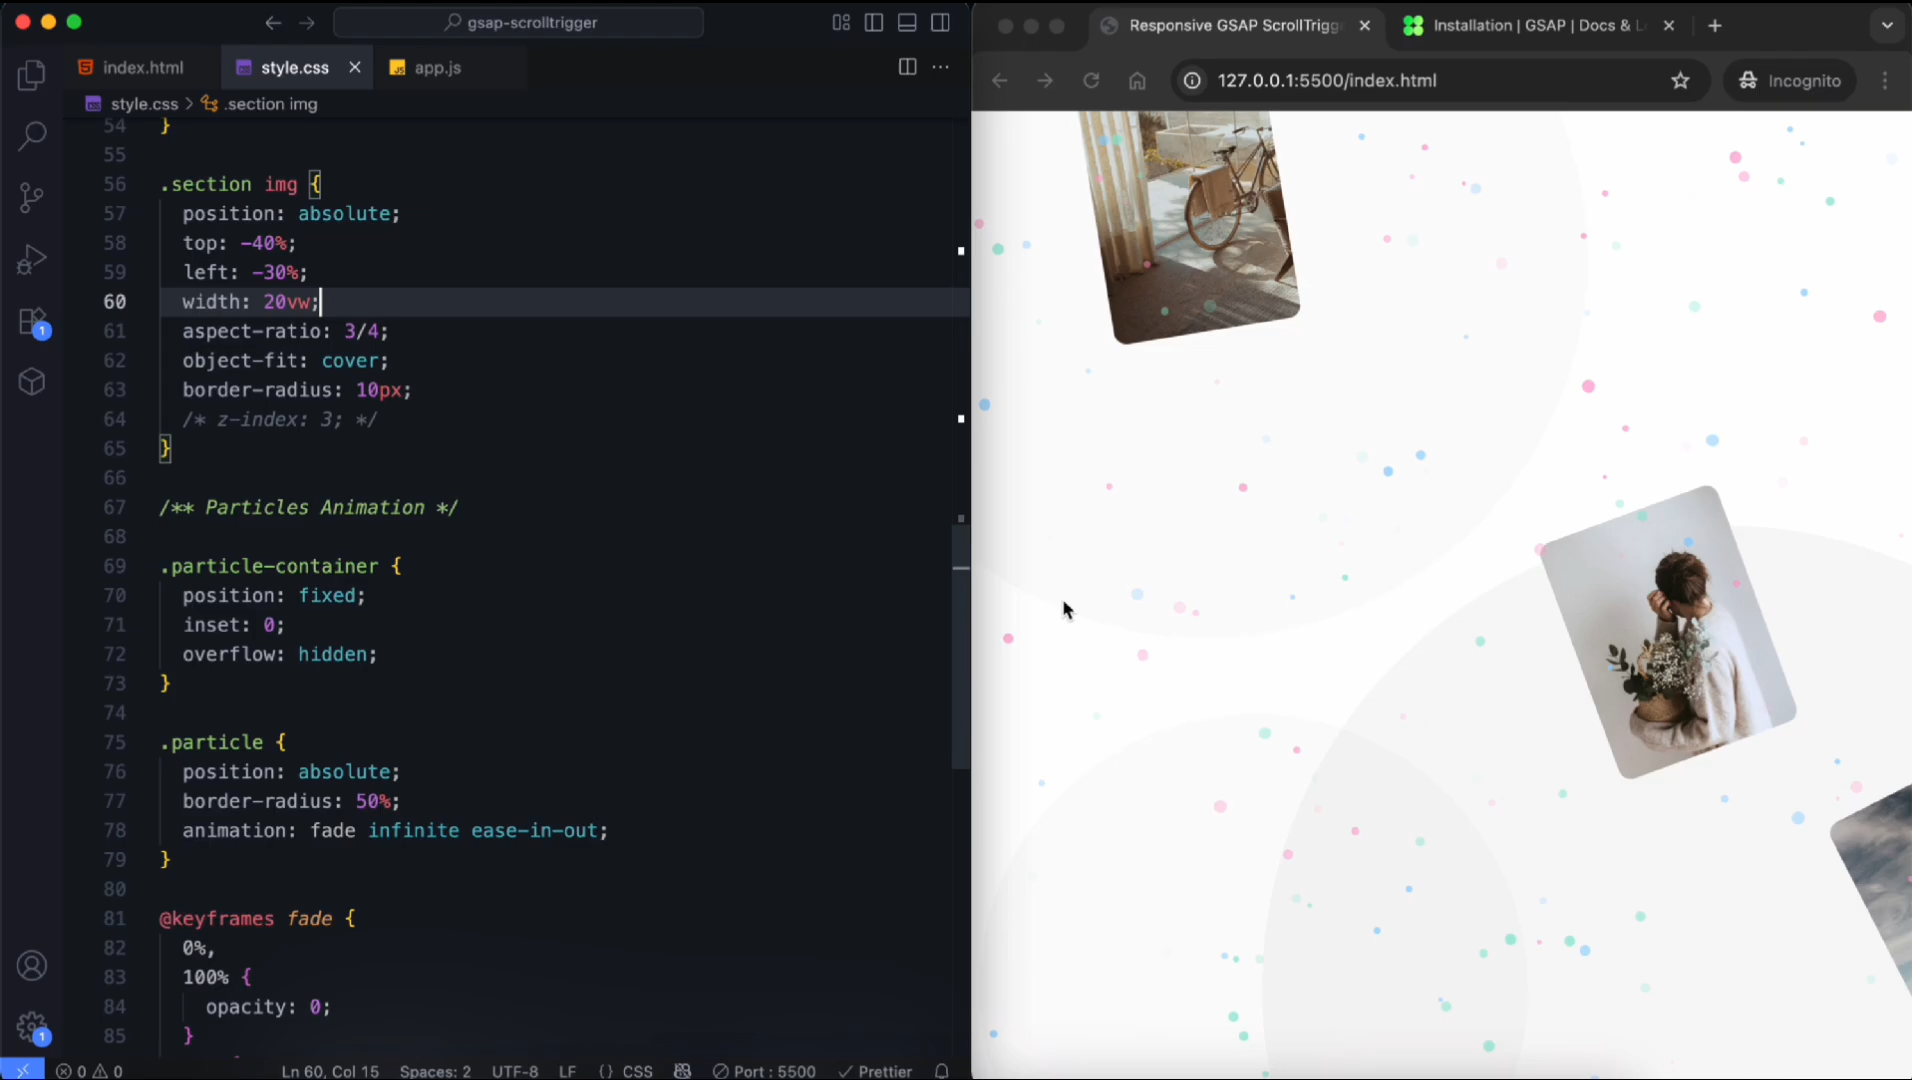 gsap-scrolltrigger
index.html
style.css
app.js
style.css > .section img
54 }
55
56 .section img {
57 position: absolute;
58 top: -40%;
59 left: -30%;
60 width: 20vw;
61 aspect-ratio: 3/4;
62 object-fit: cover;
63 border-radius: 10px;
64 /* z-index: 3; */
65 }
66
67 /** Particles Animation */
68
69 .particle-container {
70 position: fixed;
71 inset: 0;
72 overflow: hidden;
73 }
74
75 .particle {
76 position: absolute;
77 border-radius: 50%;
78 animation: fade infinite ease-in-out;
79 }
80
81 @keyframes fade {
82 0%,
83 100% {
84 opacity: 0;
85 }
1
1
0 0
Ln 60, Col 15
Spaces: 2
UTF-8
LF
{} CSS
Port : 5500
Prettier
Responsive GSAP ScrollTrigg
Installation | GSAP | Docs &
127.0.0.1:5500/index.html
Incognito